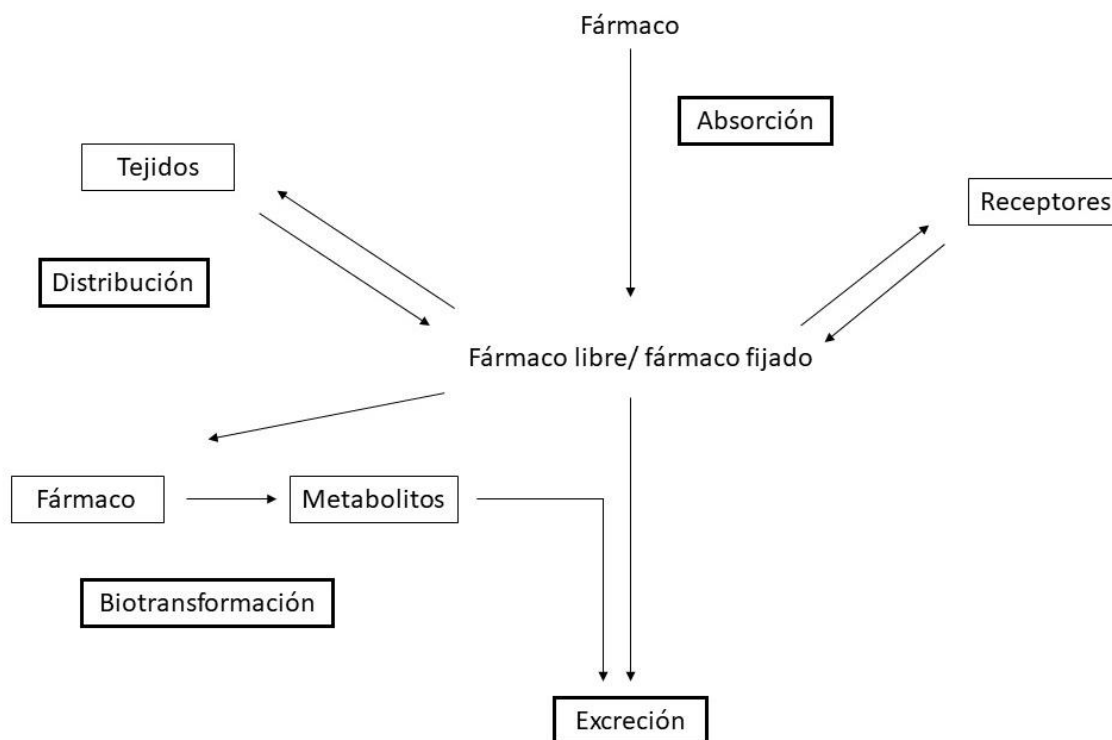 Fármaco
Absorción
Tejidos
Receptores
Distribución
Fármaco libre/ fármaco fijado
Fármaco
Metabolitos
Biotransformación
Excreción